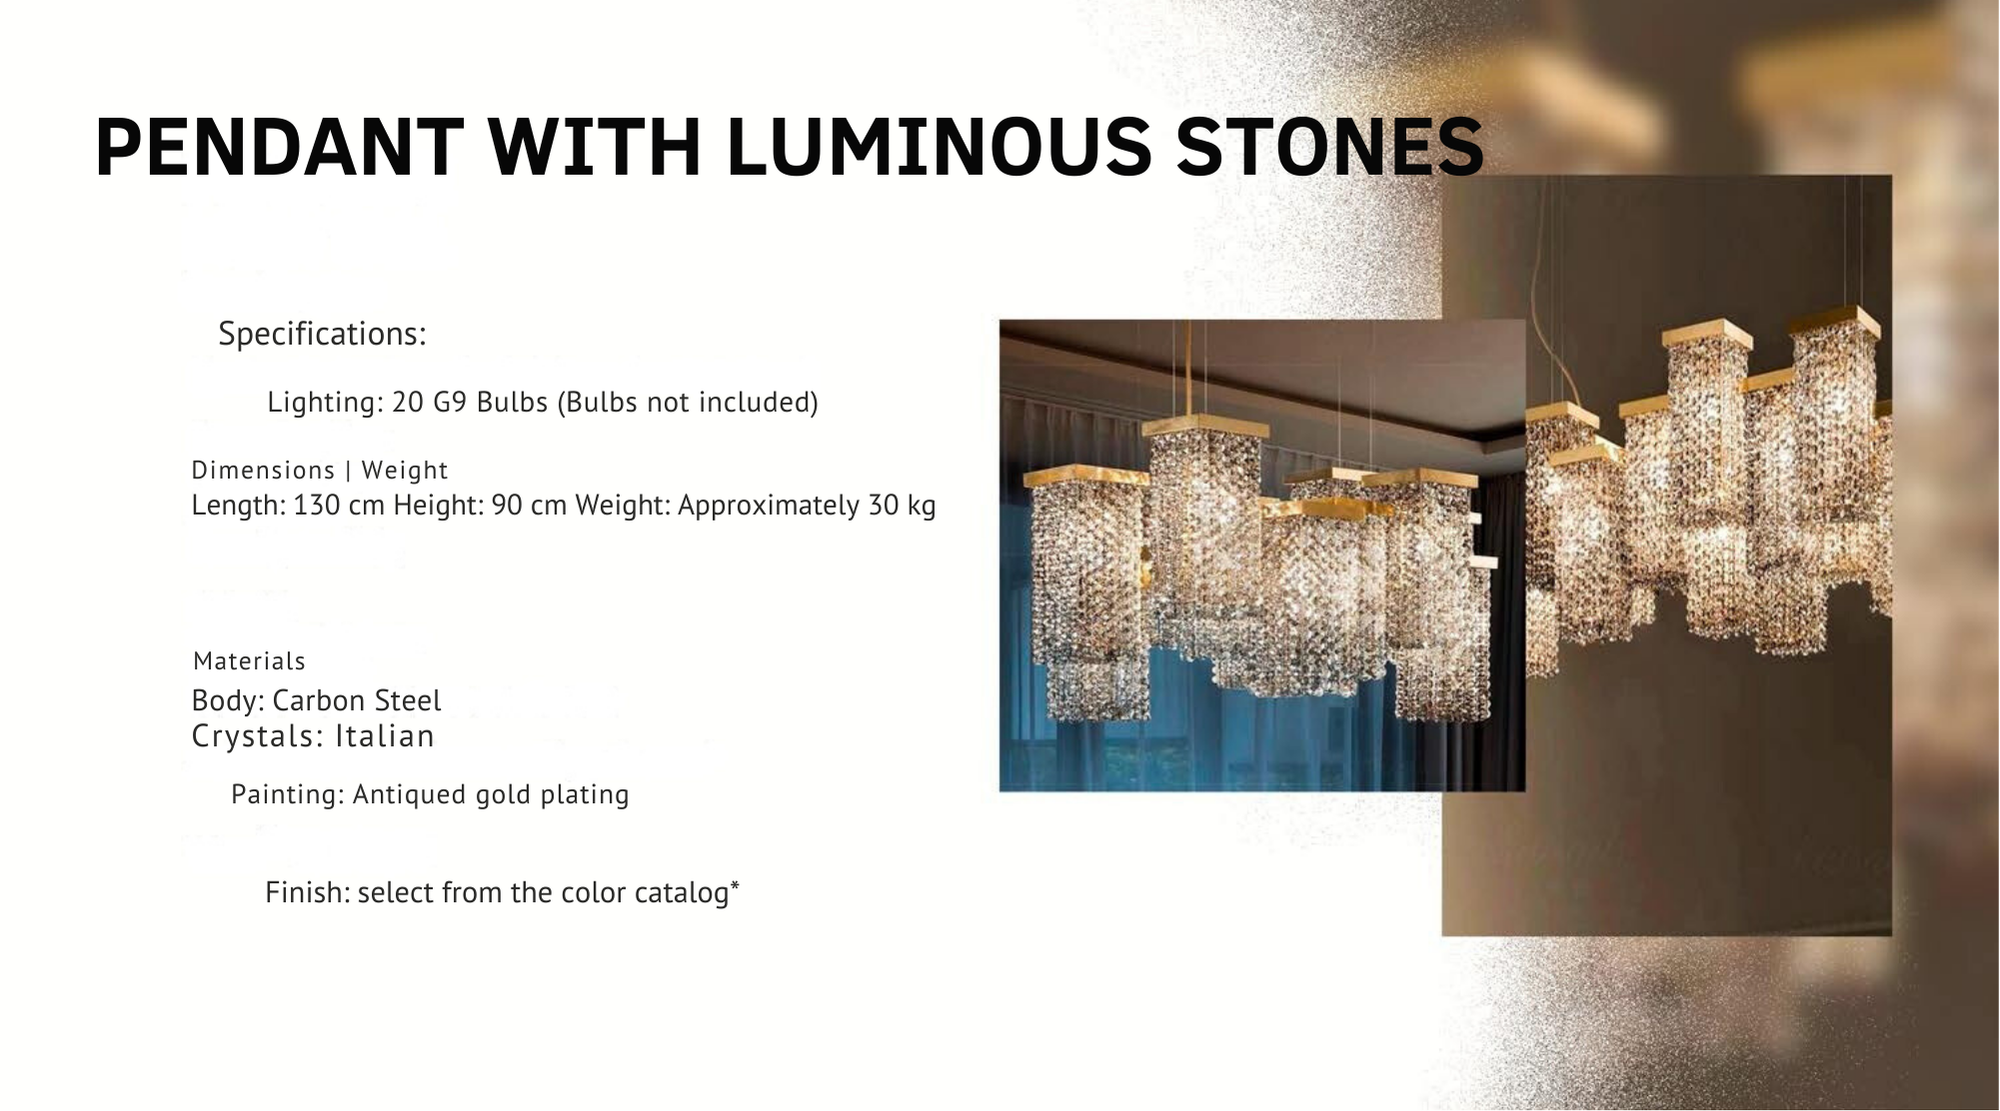 PENDANT WITH LUMINOUS STONES
Specifications:
Lighting: 20 G9 Bulbs (Bulbs not included)
Dimensions | Weight
Length: 130 cm Height: 90 cm Weight: Approximately 30 kg
Materials
Body: Carbon Steel
Crystals: Italian
Painting: Antiqued gold plating
Finish: select from the color catalog*